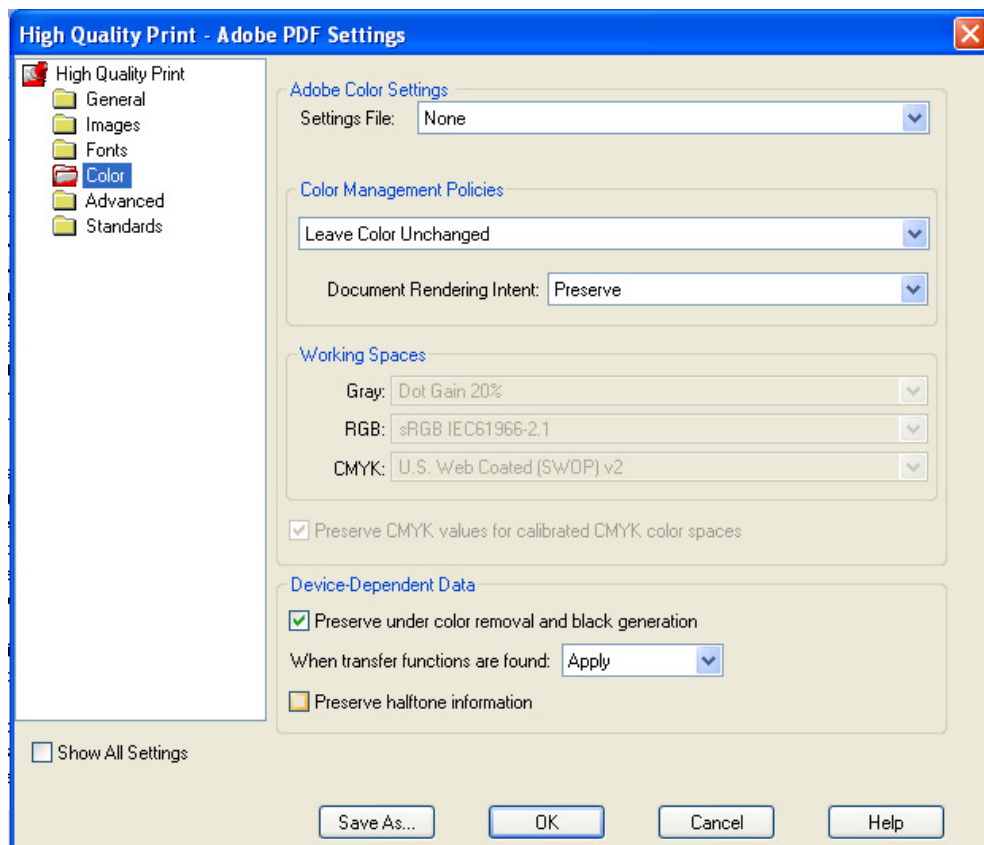 High Quality Print - Adobe PDF Settings
High Quality Print
General
Images
Fonts
Color
Advanced
Standards
Show All Settings
Adobe Color Settings
Settings File: None
Color Management Policies
Leave Color Unchanged
Document Rendering Intent: Preserve
Working Spaces
Gray: Dot Gain 20%
RGB: sRGB IEC61966-2.1
CMYK: U.S. Web Coated (SWOP) v2
Preserve CMYK values for calibrated CMYK color spaces
Device-Dependent Data
Preserve under color removal and black generation
When transfer functions are found: Apply
Preserve halftone information
Save As... OK Cancel Help